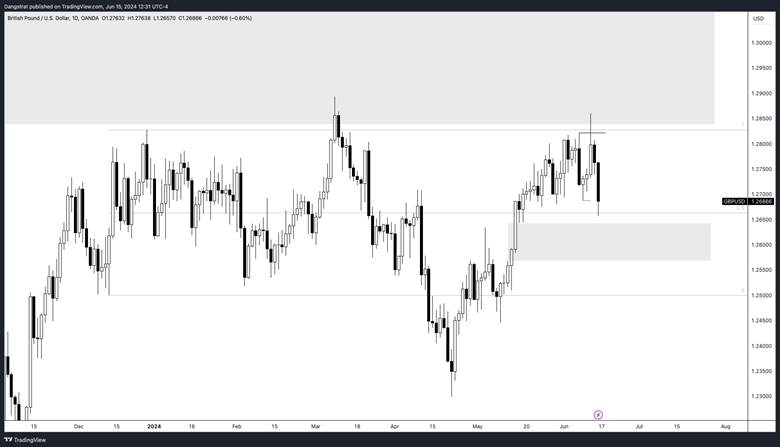 Dangstrat published on TradingView.com, Jun 15, 2024 12:31 UTC-4
British Pound / U.S. Dollar, 1D, OANDA O1.27632 H1.27638 L1.26570 C1.26866 −0.00766 (−0.60%)
USD
1.30000
1.29500
1.29000
1.28500
1.28000
1.27500
1.27000
GBPUSD 1.26866
1.26500
1.26000
1.25500
1.25000
1.24500
1.24000
1.23500
1.23000
15 Dec 15 2024 16 Feb 15 Mar 18 Apr 15 May 20 Jun 17 Jul 15 Aug
TradingView